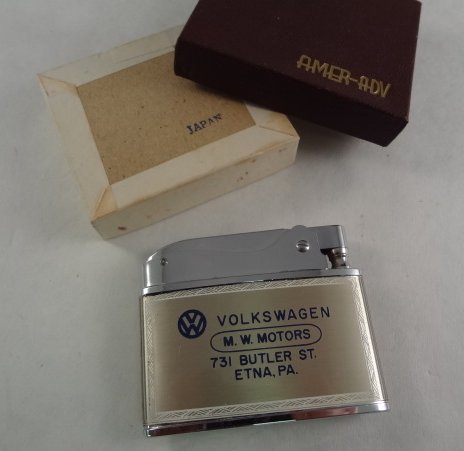 AMER-ADV
JAPAN
VW
VOLKSWAGEN
M. W. MOTORS
731 BUTLER ST.
ETNA, PA.